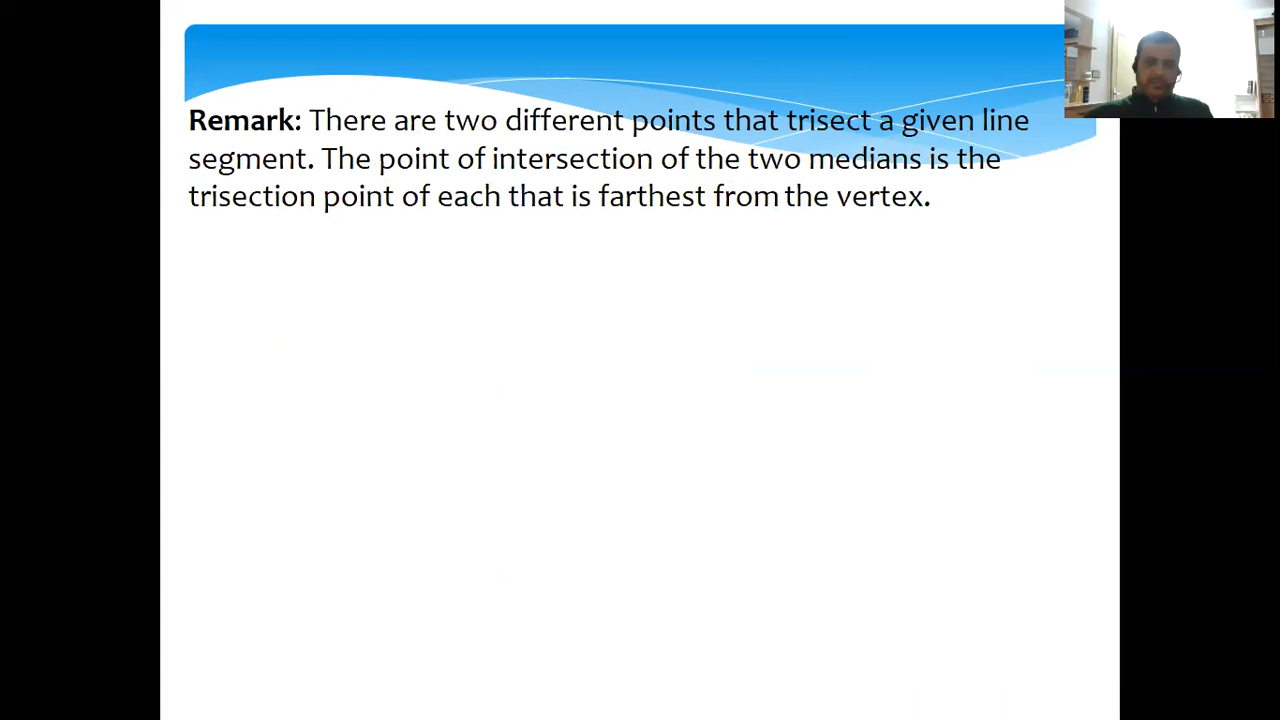 Remark: There are two different points that trisect a given line
segment. The point of intersection of the two medians is the
trisection point of each that is farthest from the vertex.